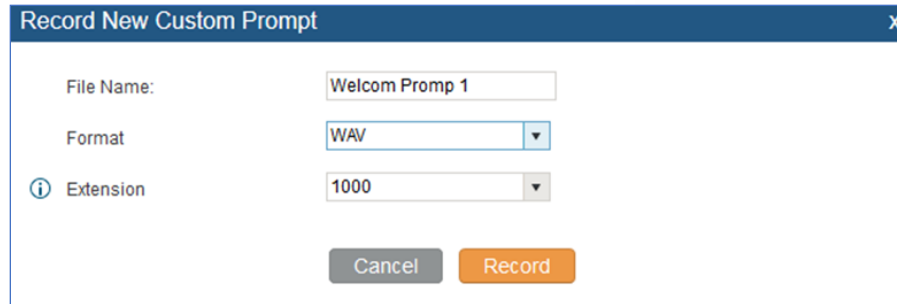 Record New Custom Prompt x
File Name: Welcom Promp 1
Format WAV
Extension 1000
Cancel Record